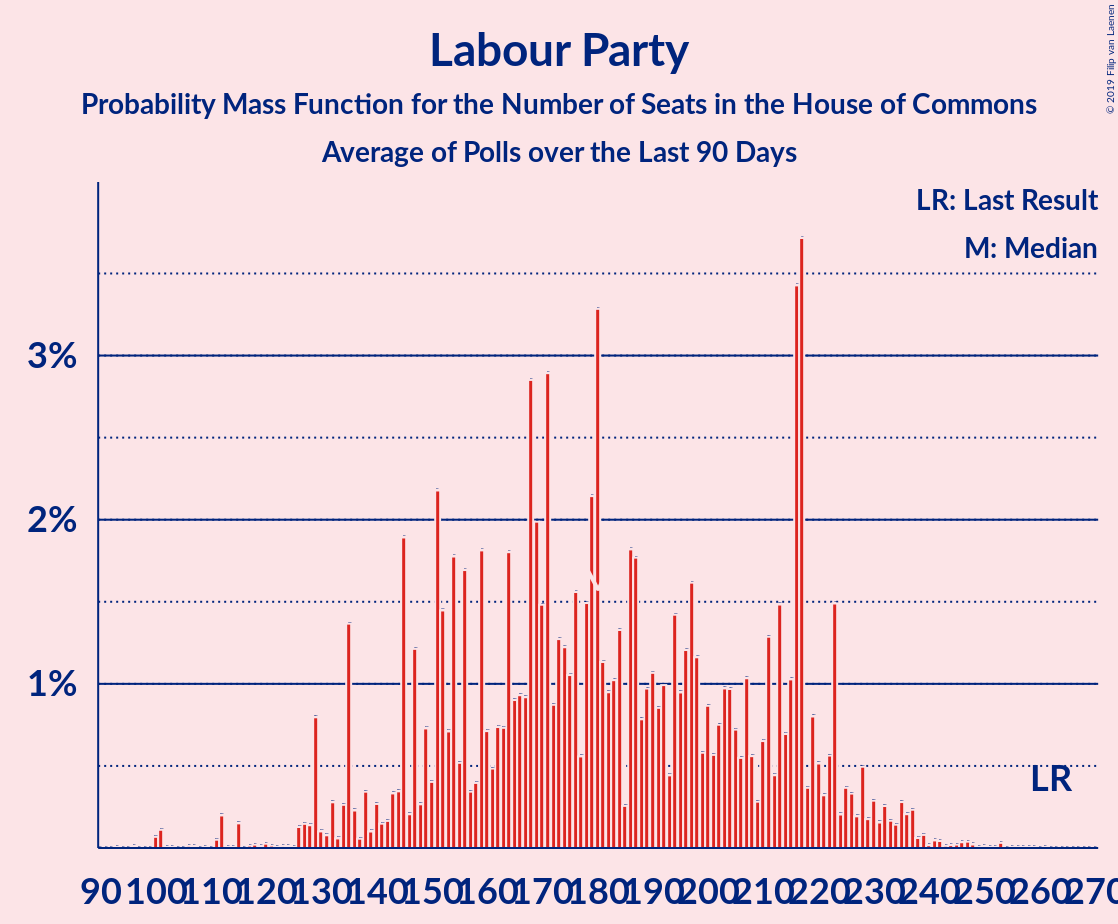 Labour Party
Probability Mass Function for the Number of Seats in the House of Commons
Average of Polls over the Last 90 Days
© 2019 Filip van Laenen
LR: Last Result
M: Median
3%
2%
1%
LR
90 100 110 120 130 140 150 160 170 180 190 200 210 220 230 240 250 260 270